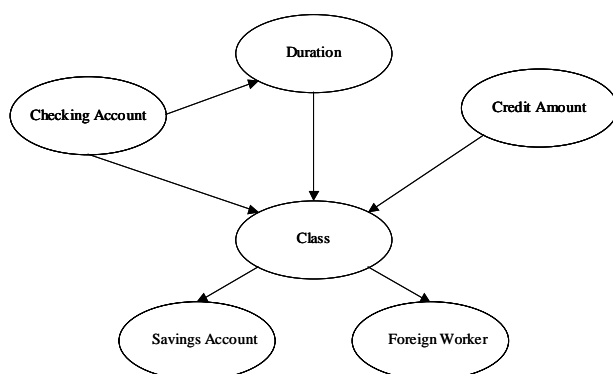 Duration
Checking Account
Credit Amount
Class
Savings Account
Foreign Worker